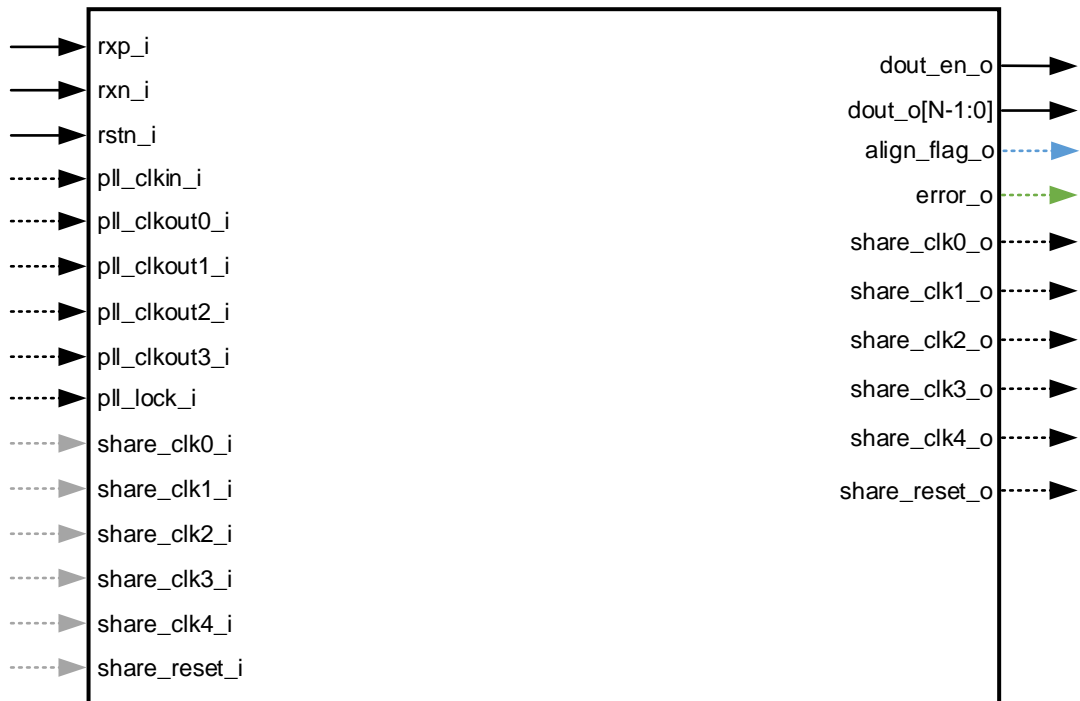 rxp_i
rxn_i
rstn_i
pll_clkin_i
pll_clkout0_i
pll_clkout1_i
pll_clkout2_i
pll_clkout3_i
pll_lock_i
share_clk0_i
share_clk1_i
share_clk2_i
share_clk3_i
share_clk4_i
share_reset_i
dout_en_o
dout_o[N-1:0]
align_flag_o
error_o
share_clk0_o
share_clk1_o
share_clk2_o
share_clk3_o
share_clk4_o
share_reset_o